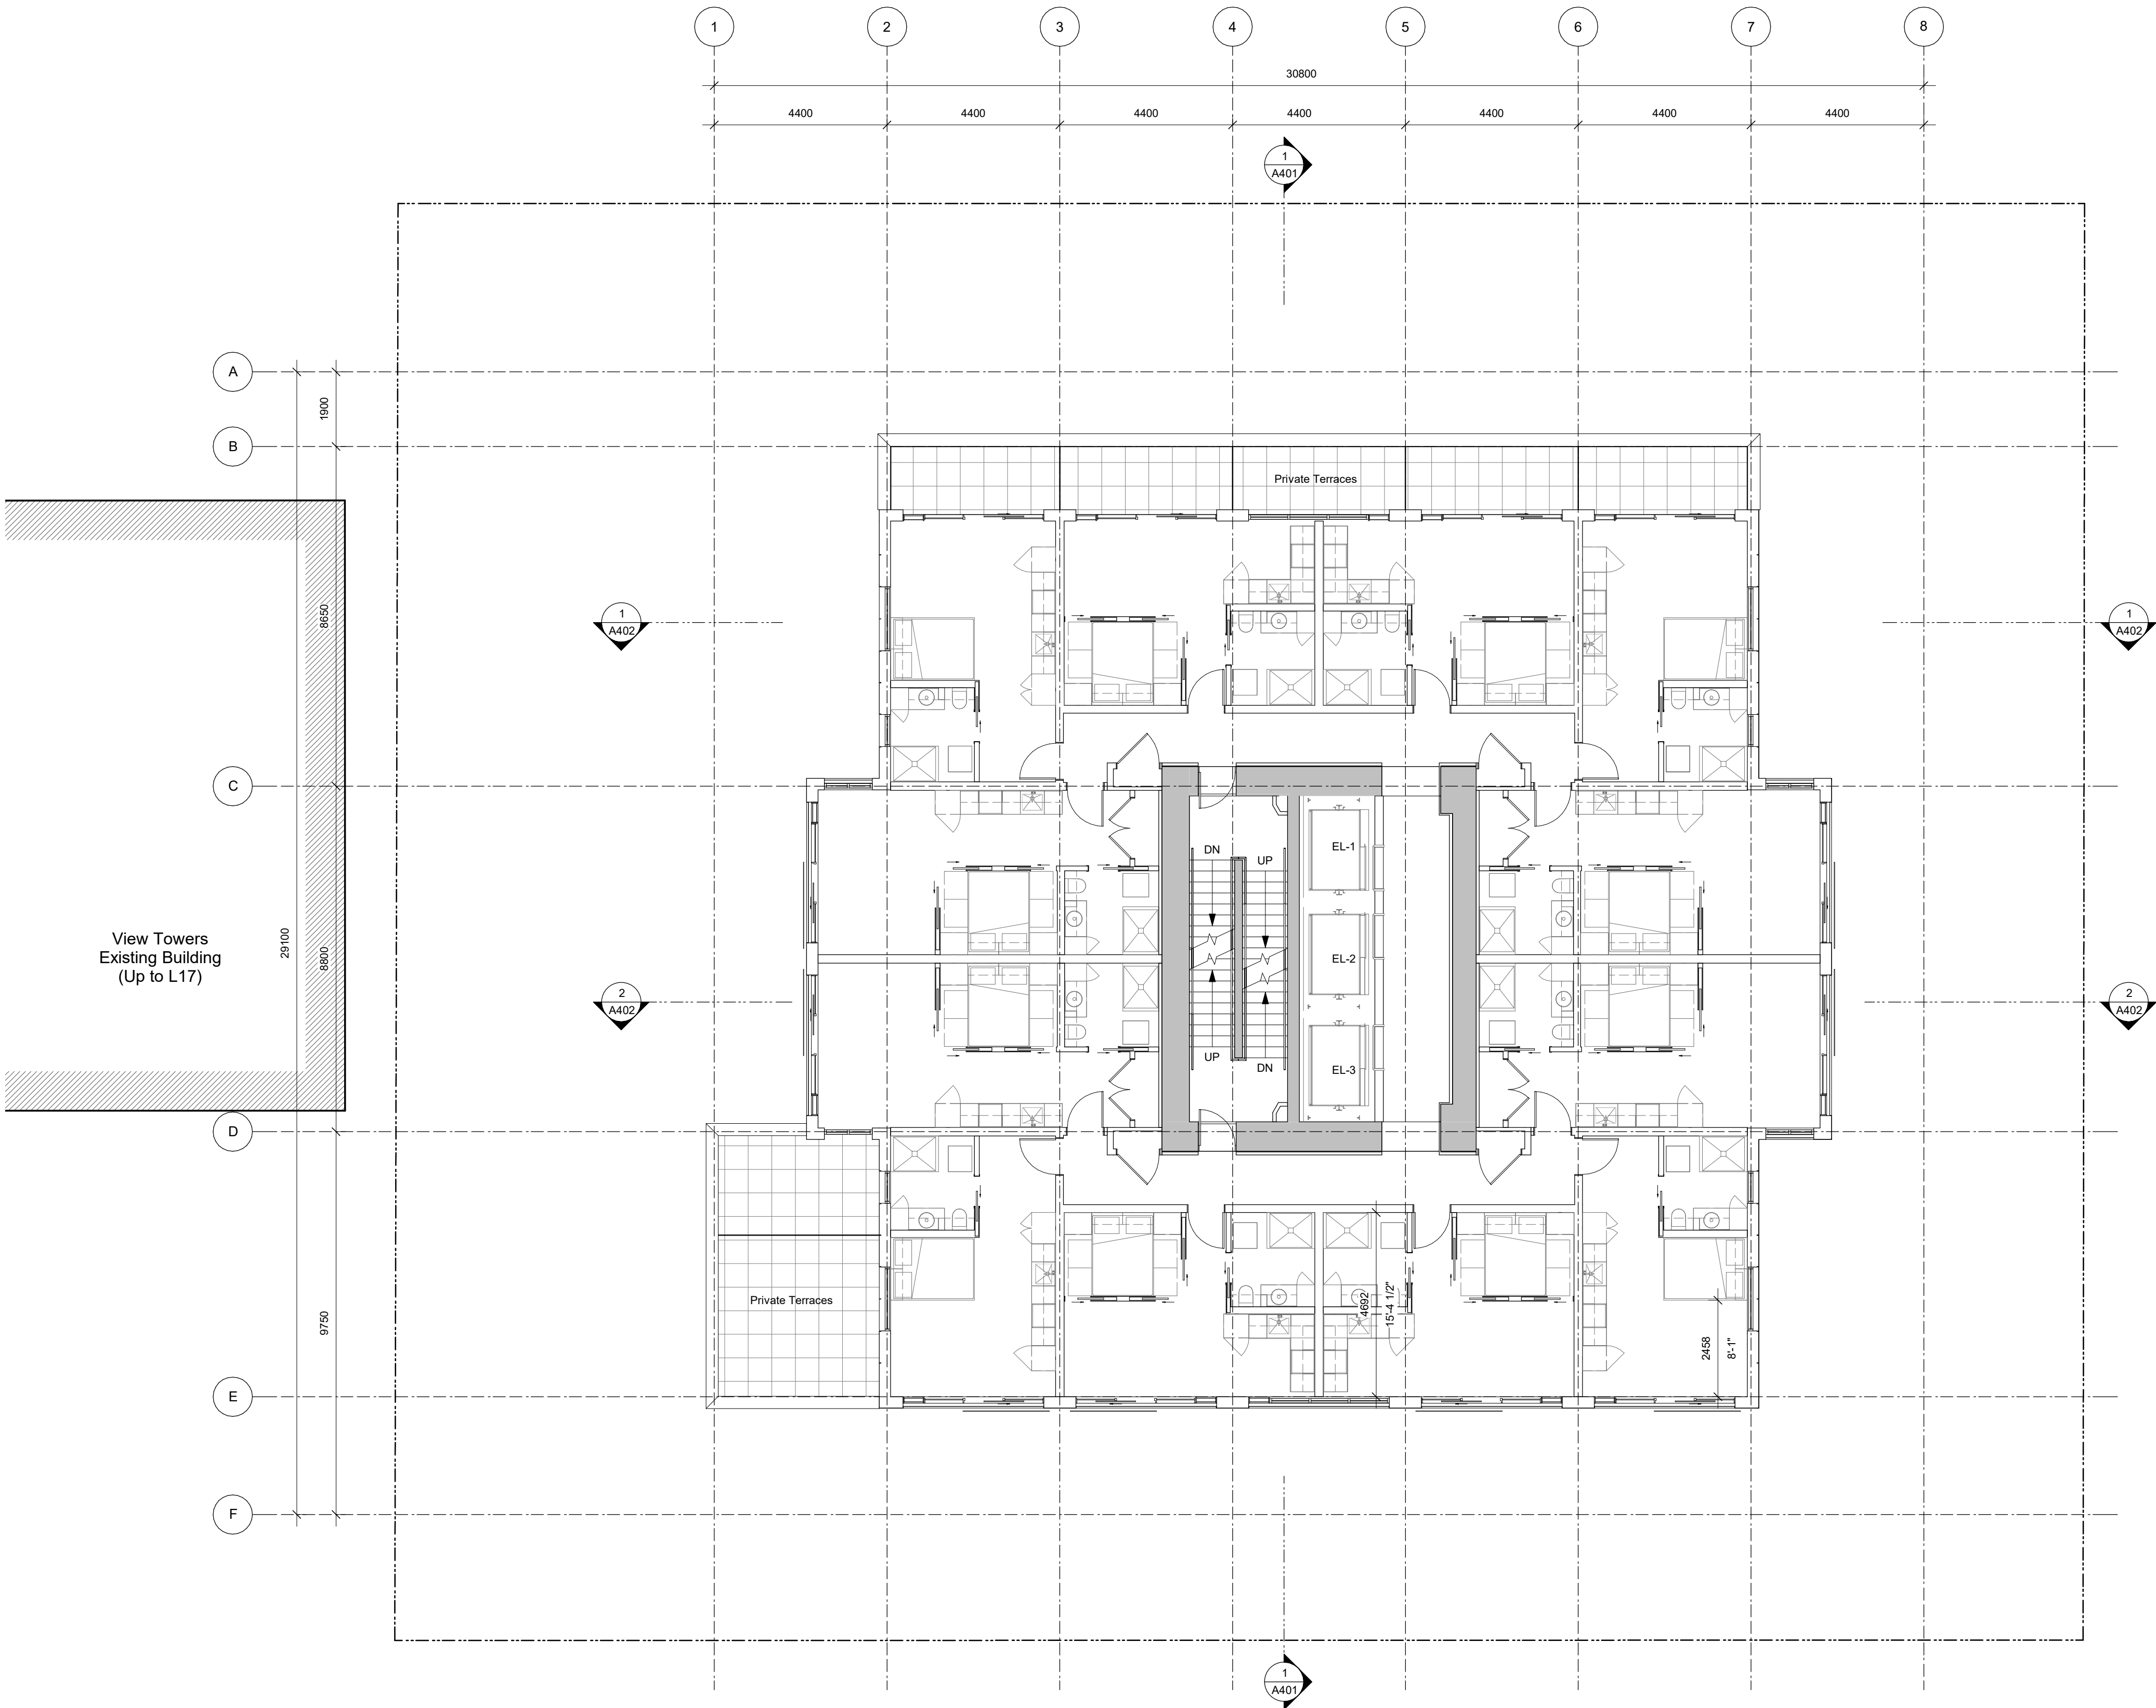 1 2 3 4 5 6 7 8
30800
4400 4400 4400 4400 4400 4400 4400
1
A401
A
1900
B
Private Terraces
8650
1
A402
1
A402
C
EL-1
DN UP
View Towers
Existing Building
(Up to L17)
29100
8800
EL-2
2
A402
2
A402
UP DN
EL-3
D
Private Terraces
9750
4692
15'-4 1/2"
2458
8'-1"
E
F
1
A401